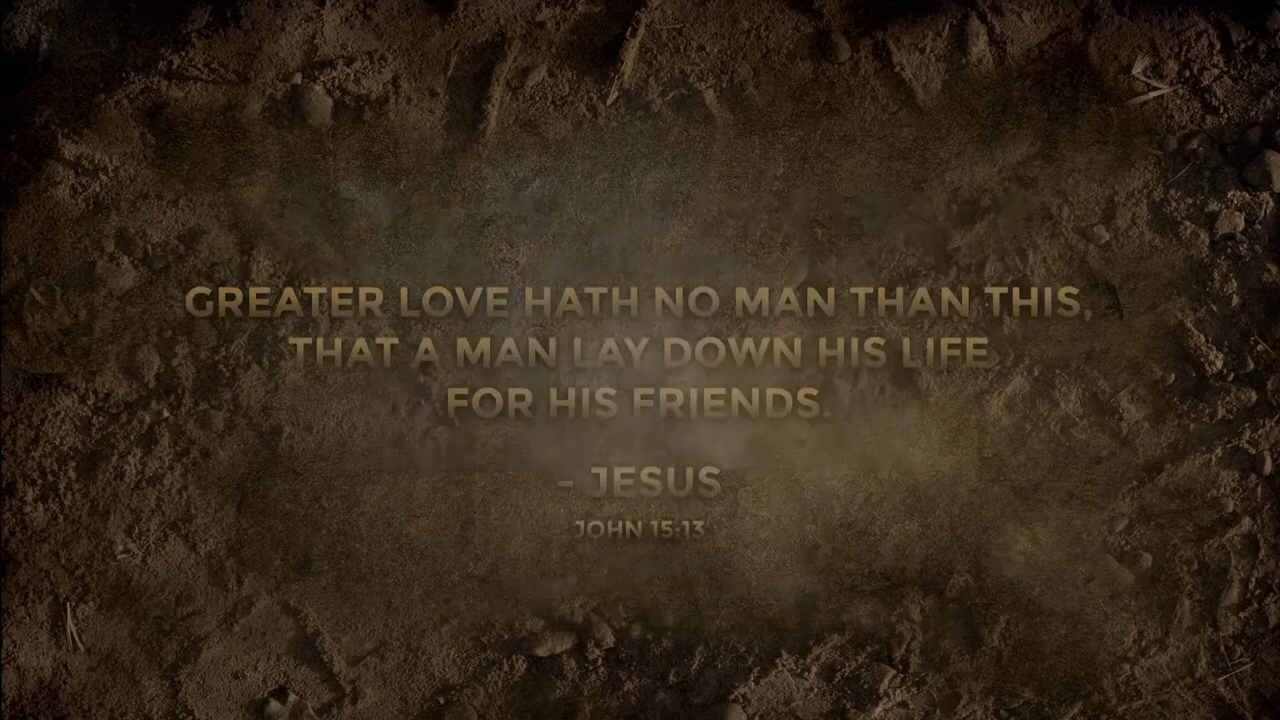 GREATER LOVE HATH NO MAN THAN THIS,
THAT A MAN LAY DOWN HIS LIFE
FOR HIS FRIENDS.
- JESUS
JOHN 15:13